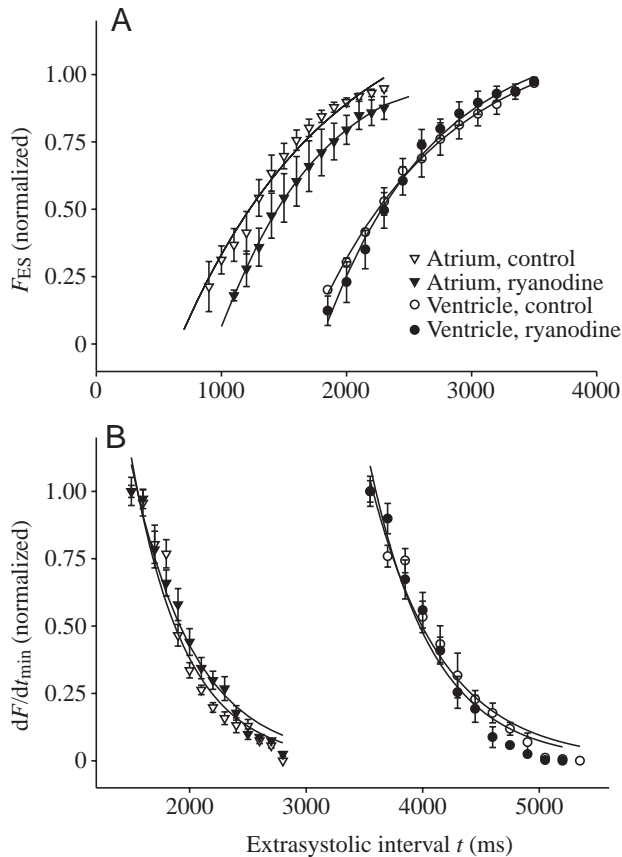 A
F_ES (normalized)
1.00
0.75
0.50
0.25
0
Atrium, control
Atrium, ryanodine
Ventricle, control
Ventricle, ryanodine
0
1000
2000
3000
4000
B
dF/dt_min (normalized)
1.00
0.75
0.50
0.25
0
2000
3000
4000
5000
Extrasystolic interval t (ms)